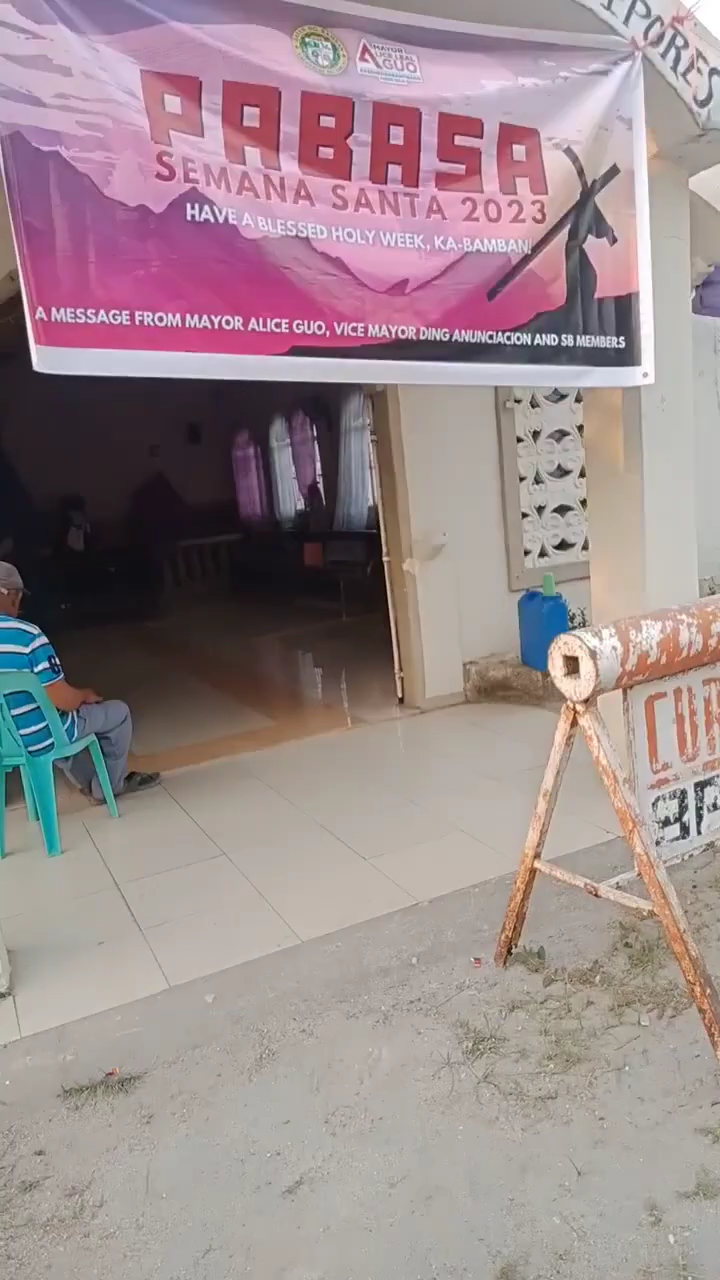 MAYOR
ALICE LEAL
GUO
PABASA
SEMANA SANTA 2023
HAVE A BLESSED HOLY WEEK, KA-BAMBAN!
A MESSAGE FROM MAYOR ALICE GUO, VICE MAYOR DING ANUNCIACION AND SB MEMBERS